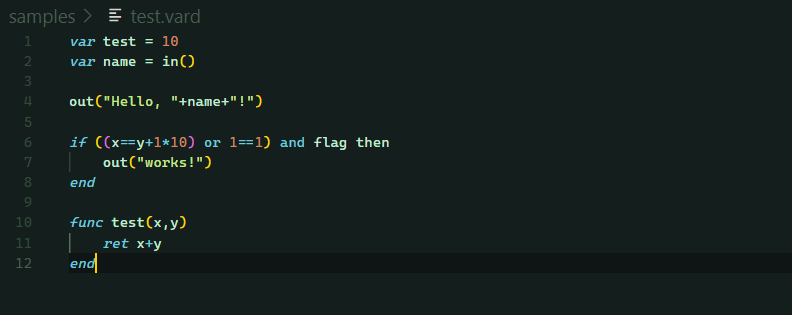 samples > test.vard
1 var test = 10
2 var name = in()
3
4 out("Hello, "+name+"!")
5
6 if ((x==y+1*10) or 1==1) and flag then
7     out("works!")
8 end
9
10 func test(x,y)
11     ret x+y
12 end